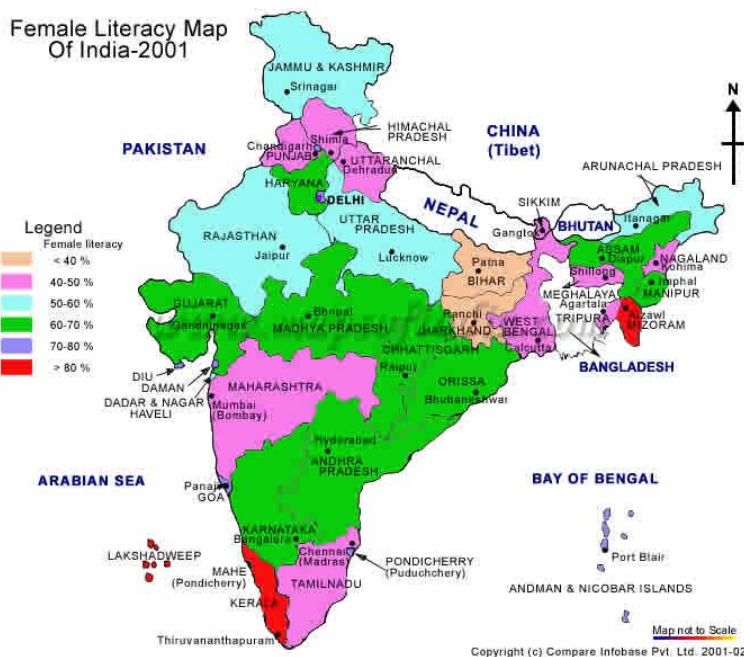 Female Literacy Map
Of India-2001
JAMMU & KASHMIR
Srinagar
N
CHINA
(Tibet)
PAKISTAN
HIMACHAL
PRADESH
Chandigarh
Shimla
PUNJAB
UTTARANCHAL
Dehradun
ARUNACHAL PRADESH
HARYANA
DELHI
NEPAL
SIKKIM
Gangtok
BHUTAN
Itanagar
Legend
Female literacy
< 40 %
40-50 %
50-60 %
60-70 %
70-80 %
> 80 %
RAJASTHAN
Jaipur
UTTAR
PRADESH
Lucknow
Patna
BIHAR
ASSAM
Dispur
Shillong
NAGALAND
Kohima
MEGHALAYA
Imphal
MANIPUR
Agartala
TRIPURA
Aizawl
MIZORAM
GUJARAT
Gandhinagar
Bhopal
MADHYA PRADESH
Ranchi
JHARKHAND
WEST
BENGAL
Calcutta
BANGLADESH
CHHATTISGARH
Raipur
ORISSA
Bhubaneshwar
DIU
DAMAN
DADAR & NAGAR
HAVELI
MAHARASHTRA
Mumbai
(Bombay)
Hyderabad
ANDHRA
PRADESH
ARABIAN SEA
BAY OF BENGAL
Panaji
GOA
KARNATAKA
Bangalore
Chennai
(Madras)
LAKSHADWEEP
MAHE
(Pondicherry)
PONDICHERRY
(Puduchchery)
TAMILNADU
KERALA
Thiruvananthapuram
Port Blair
ANDMAN & NICOBAR ISLANDS
Map not to Scale
Copyright (c) Compare Infobase Pvt. Ltd. 2001-02